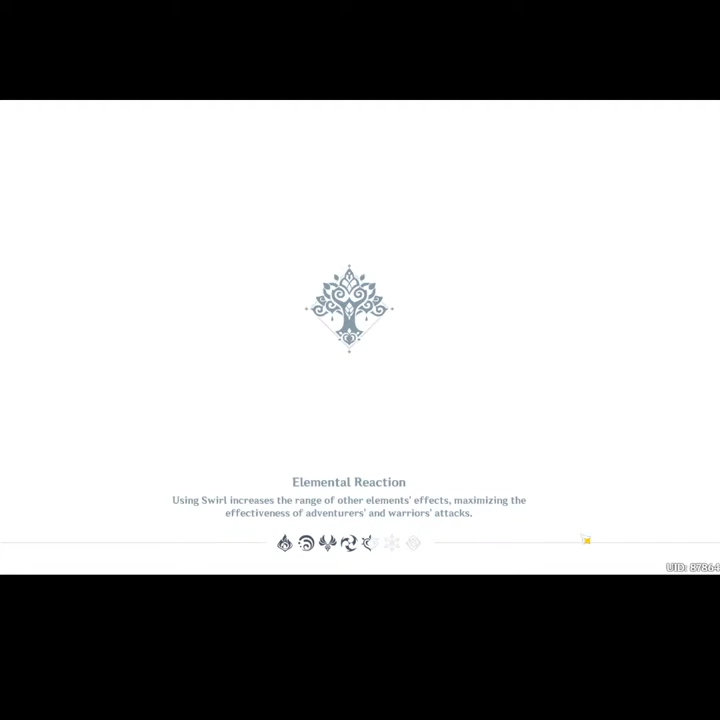 Elemental Reaction
Using Swirl increases the range of other elements' effects, maximizing the
effectiveness of adventurers' and warriors' attacks.
UID: 87864